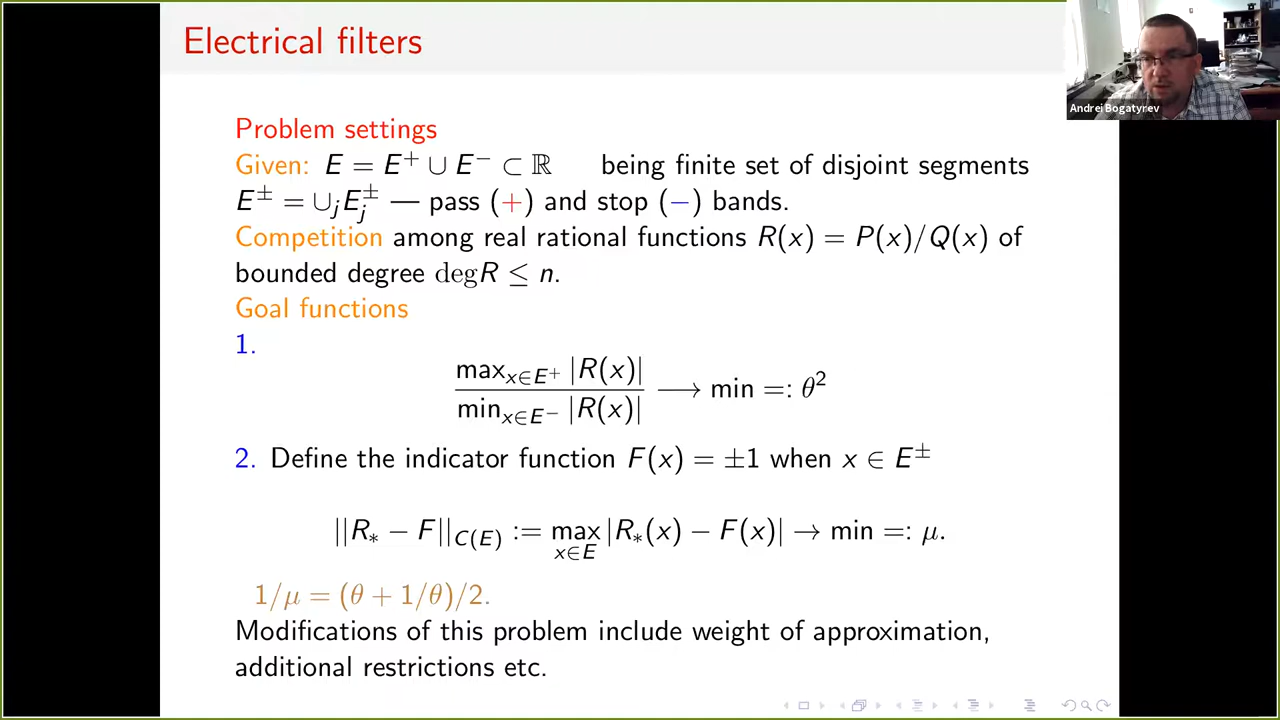 Electrical filters
Andrei Bogatyrev
Problem settings
Given: E = E⁺ ∪ E⁻ ⊂ ℝ being finite set of disjoint segments
E^± = ∪_j E_j^± — pass (+) and stop (−) bands.
Competition among real rational functions R(x) = P(x)/Q(x) of
bounded degree degR ≤ n.
Goal functions
1.
max_{x∈E⁺} |R(x)|
min_{x∈E⁻} |R(x)|
⟶ min =: θ²
2. Define the indicator function F(x) = ±1 when x ∈ E^±
||R_* − F||_{C(E)} := max_{x∈E} |R_*(x) − F(x)| → min =: μ.
1/μ = (θ + 1/θ)/2.
Modifications of this problem include weight of approximation,
additional restrictions etc.